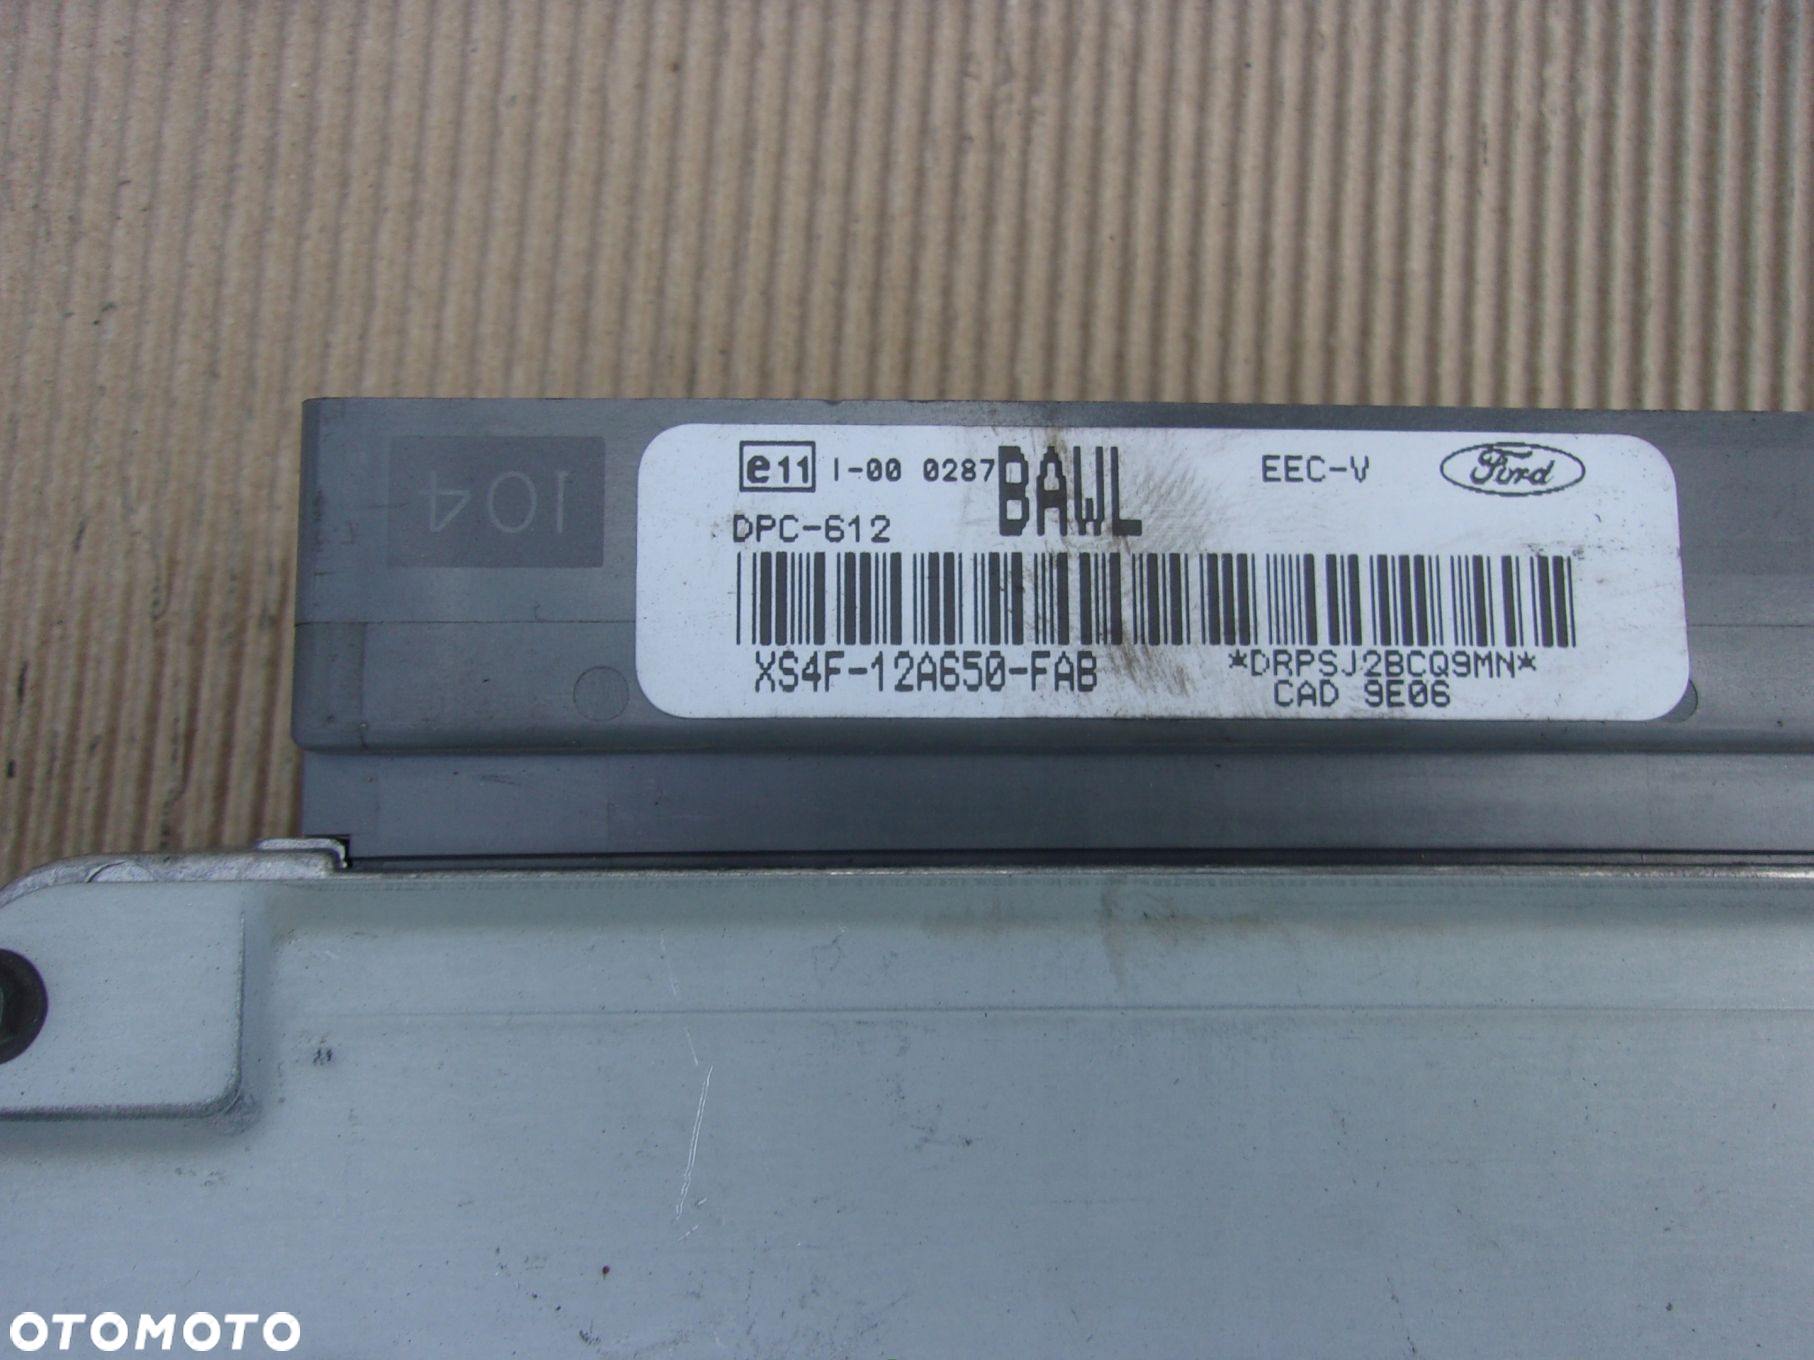 104
e11 I-00 0287 BAWL EEC-V Ford
DPC-612
XS4F-12A650-FAB *DRPSJ2BCQ9MN*
CAD 9E06
OTOMOTO